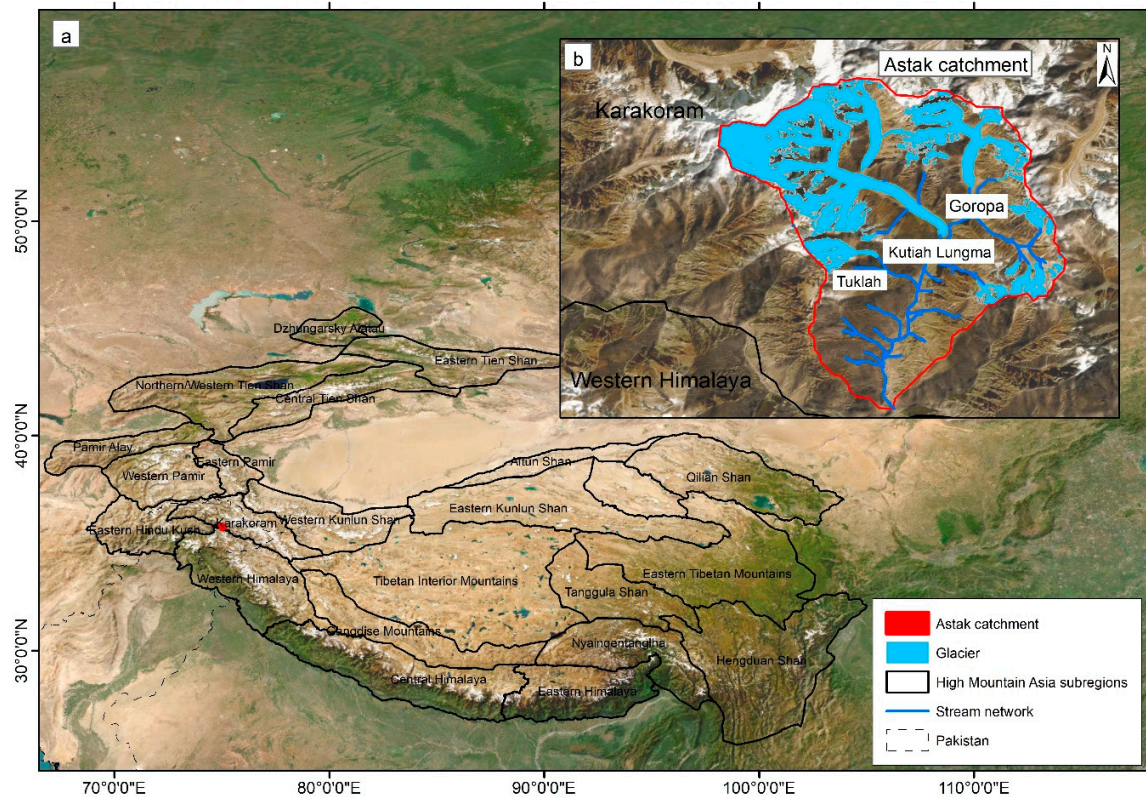 a
b
Astak catchment
N
Karakoram
Goropa
Kutiah Lungma
Tuklah
Western Himalaya
50°0'0"N
40°0'0"N
30°0'0"N
Dzhungarsky Alatau
Eastern Tien Shan
Northern/Western Tien Shan
Central Tien Shan
Pamir Alay
Eastern Pamir
Western Pamir
Altun Shan
Qilian Shan
Eastern Hindu Kush
Karakoram
Western Kunlun Shan
Eastern Kunlun Shan
Western Himalaya
Tibetan Interior Mountains
Eastern Tibetan Mountains
Tanggula Shan
Gangdise Mountains
Nyainqentanglha
Hengduan Shan
Central Himalaya
Eastern Himalaya
Astak catchment
Glacier
High Mountain Asia subregions
Stream network
Pakistan
70°0'0"E
80°0'0"E
90°0'0"E
100°0'0"E
110°0'0"E